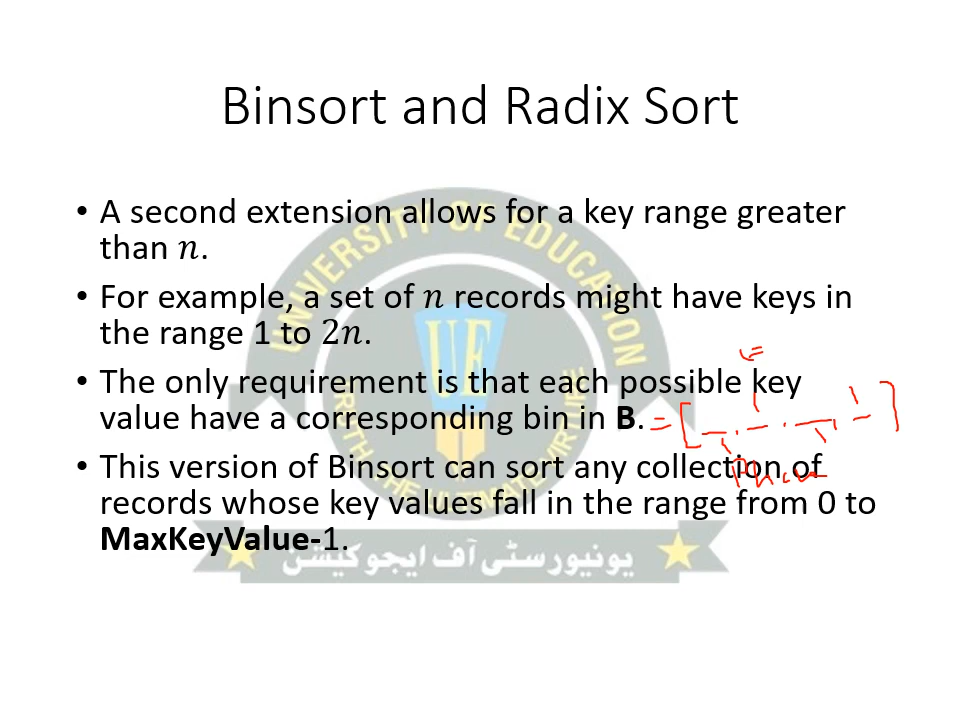 Binsort and Radix Sort
• A second extension allows for a key range greater
than n.
• For example, a set of n records might have keys in
the range 1 to 2n.
• The only requirement is that each possible key
value have a corresponding bin in B. = [
• This version of Binsort can sort any collection of
records whose key values fall in the range from 0 to
MaxKeyValue-1.
UNIVERSITY OF EDUCATION
UE
یونیورسٹی آف ایجوکیشن